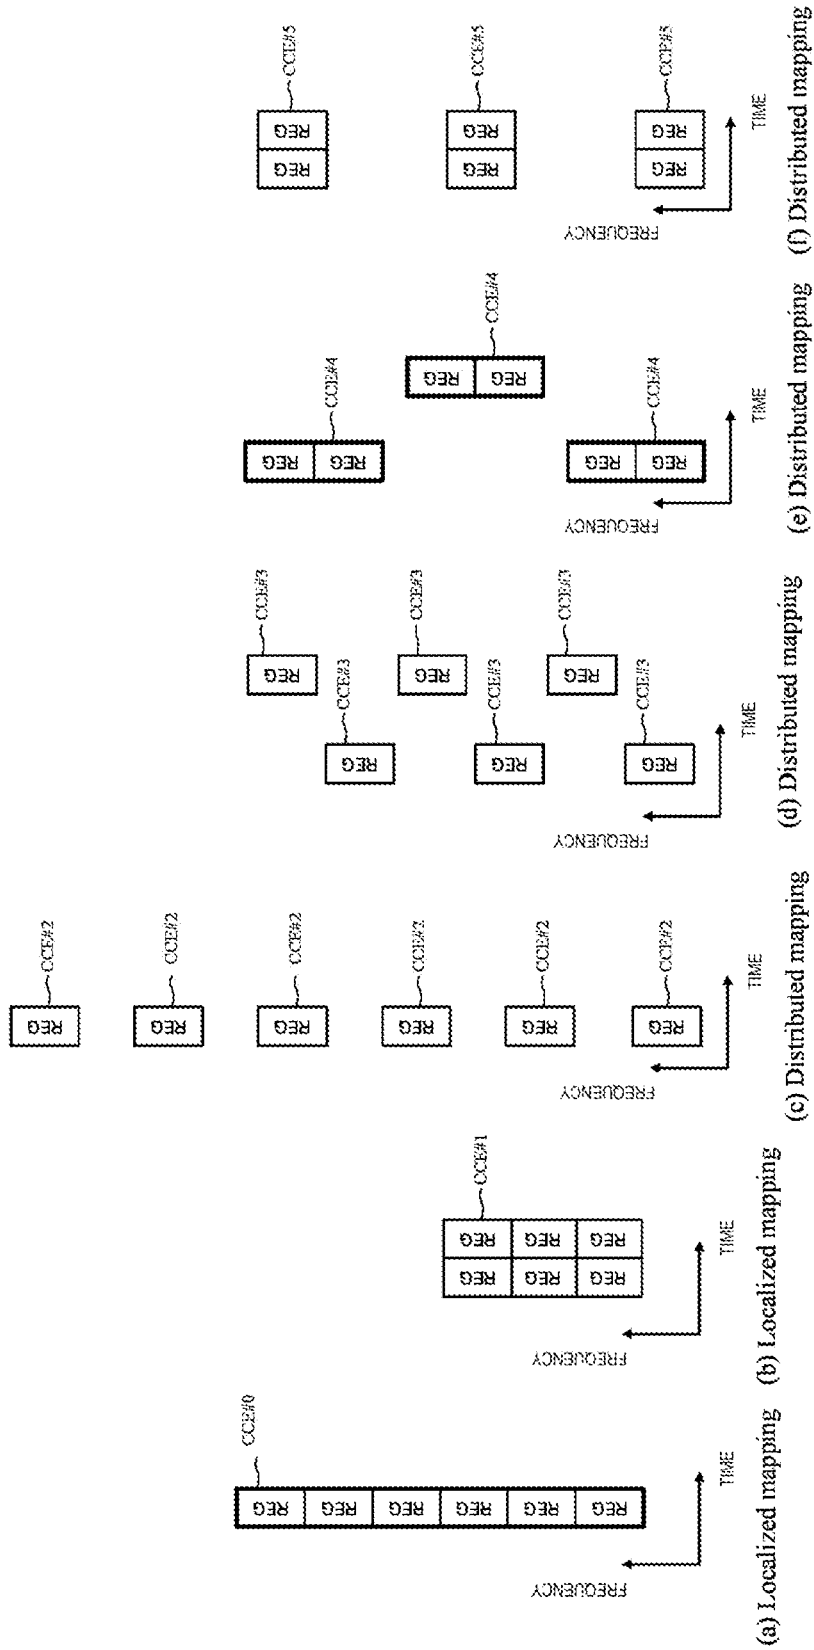 CCE#0
REG
REG
REG
REG
REG
REG
FREQUENCY
TIME
(a) Localized mapping
CCE#1
REG REG
REG REG
REG REG
FREQUENCY
TIME
(b) Localized mapping
REG CCE#2
REG CCE#2
REG CCE#2
REG CCE#2
REG CCE#2
REG CCE#2
FREQUENCY
TIME
(c) Distributed mapping
REG CCE#3
REG CCE#3
REG CCE#3
REG CCE#3
REG CCE#3
REG CCE#3
FREQUENCY
TIME
(d) Distributed mapping
REG
REG CCE#4
REG
REG CCE#4
REG
REG CCE#4
FREQUENCY
TIME
(e) Distributed mapping
REG REG CCE#5
REG REG CCE#5
REG REG CCE#5
FREQUENCY
TIME
(f) Distributed mapping